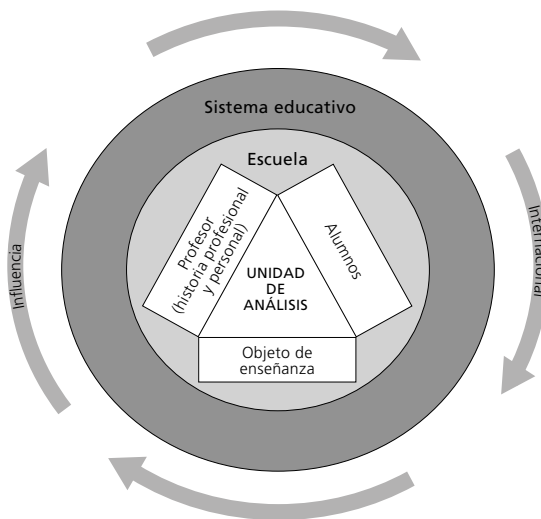 Sistema educativo
Escuela
Profesor
(historia profesional
y personal)
Alumnos
UNIDAD
DE
ANÁLISIS
Objeto de
enseñanza
Influencia
Internacional